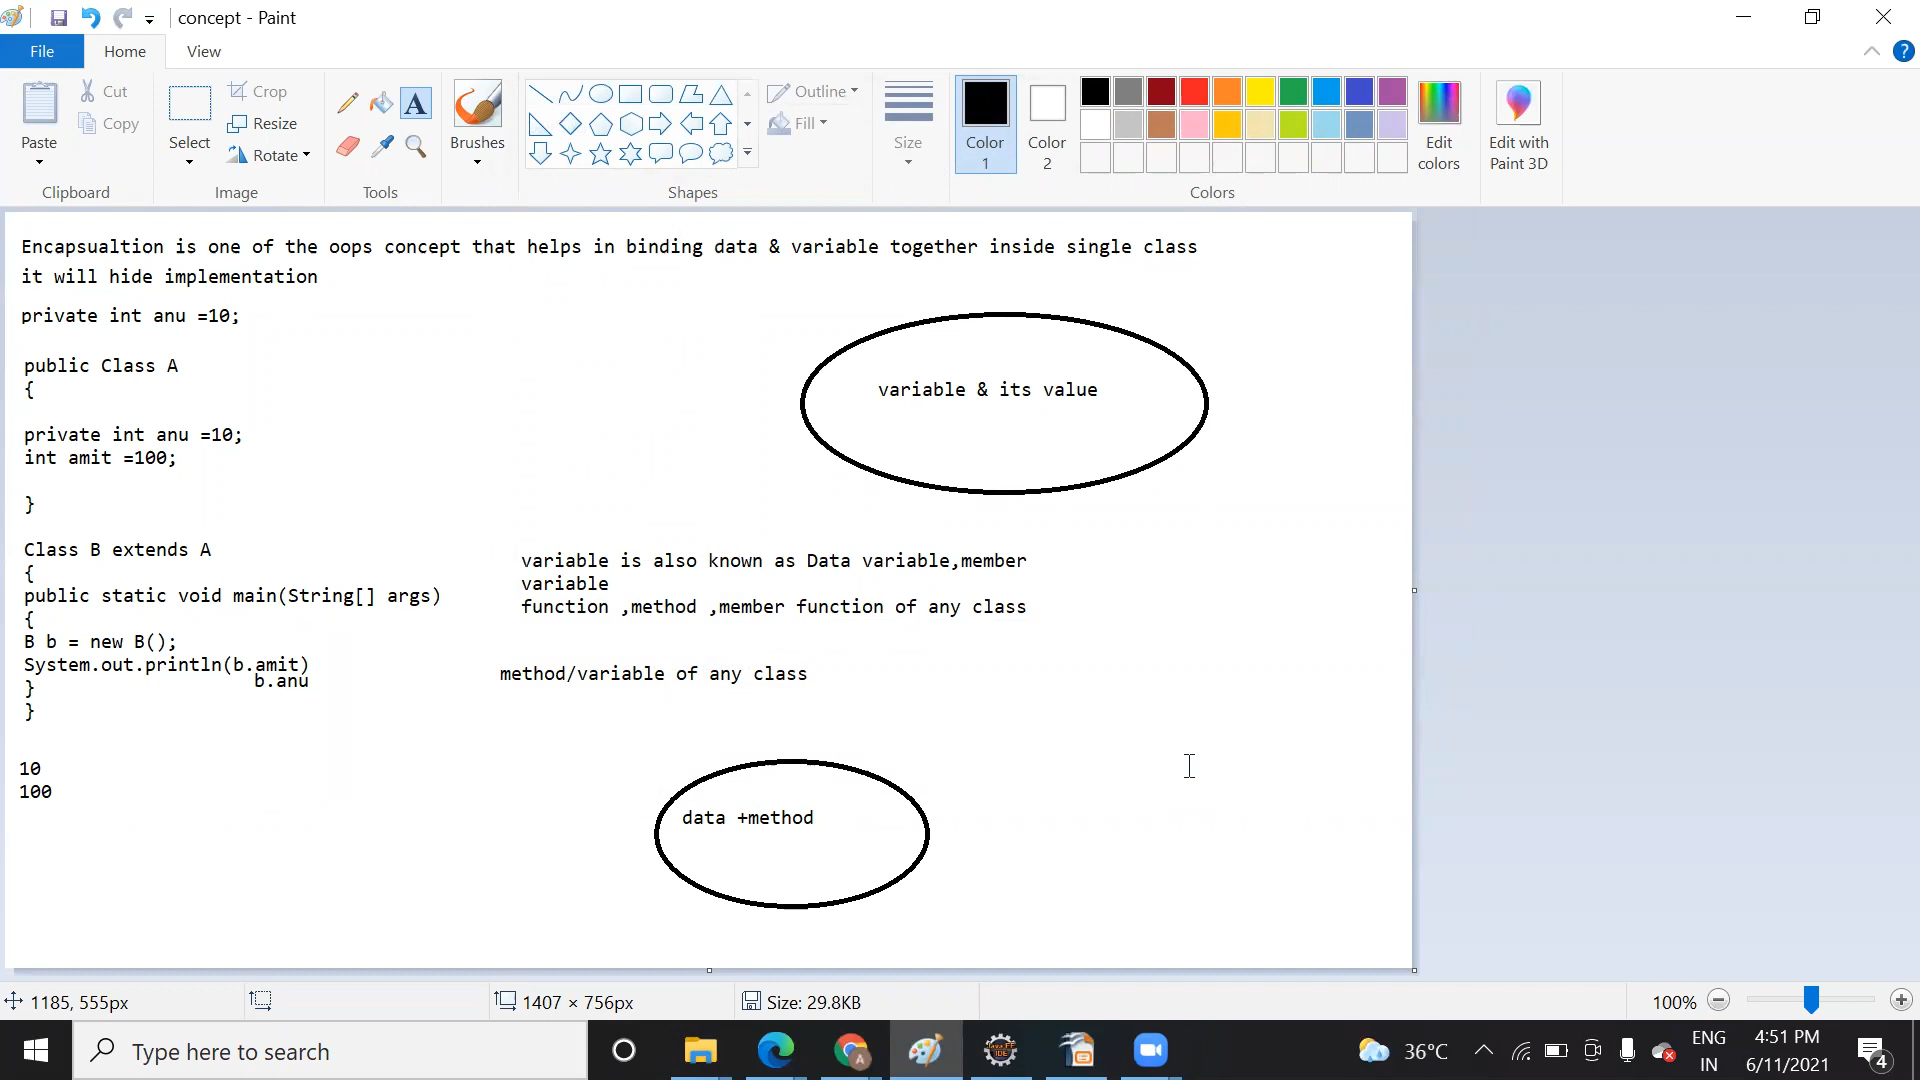 concept - Paint
File
Home
View
Paste
Cut
Copy
Clipboard
Select
Crop
Resize
Rotate
Image
A
Tools
Brushes
Shapes
Outline
Fill
Size
Color
1
Color
2
Colors
Edit
colors
Edit with
Paint 3D
?
Encapsualtion is one of the oops concept that helps in binding data & variable together inside single class
it will hide implementation
private int anu =10;
public Class A
{
private int anu =10;
int amit =100;
}
Class B extends A
{
public static void main(String[] args)
{
B b = new B();
System.out.println(b.amit)
b.anu
}
}
10
100
variable & its value
variable is also known as Data variable,member
variable
function ,method ,member function of any class
method/variable of any class
data +method
1185, 555px
1407 × 756px
Size: 29.8KB
100%
Type here to search
36°C
ENG
IN
4:51 PM
6/11/2021
4